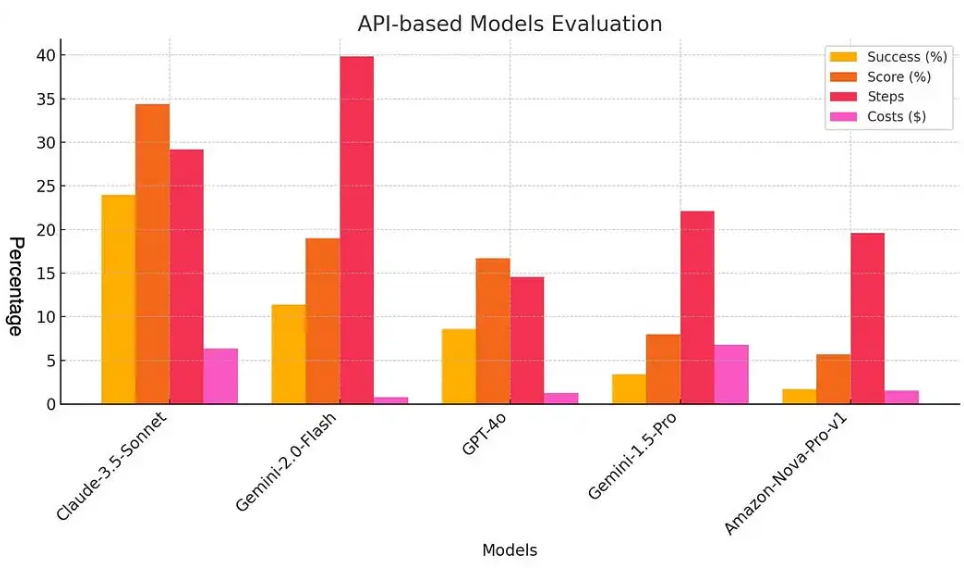 API-based Models Evaluation
Success (%)
Score (%)
Steps
Costs ($)
Percentage
40
35
30
25
20
15
10
5
0
Claude-3.5-Sonnet
Gemini-2.0-Flash
GPT-4o
Gemini-1.5-Pro
Amazon-Nova-Pro-v1
Models